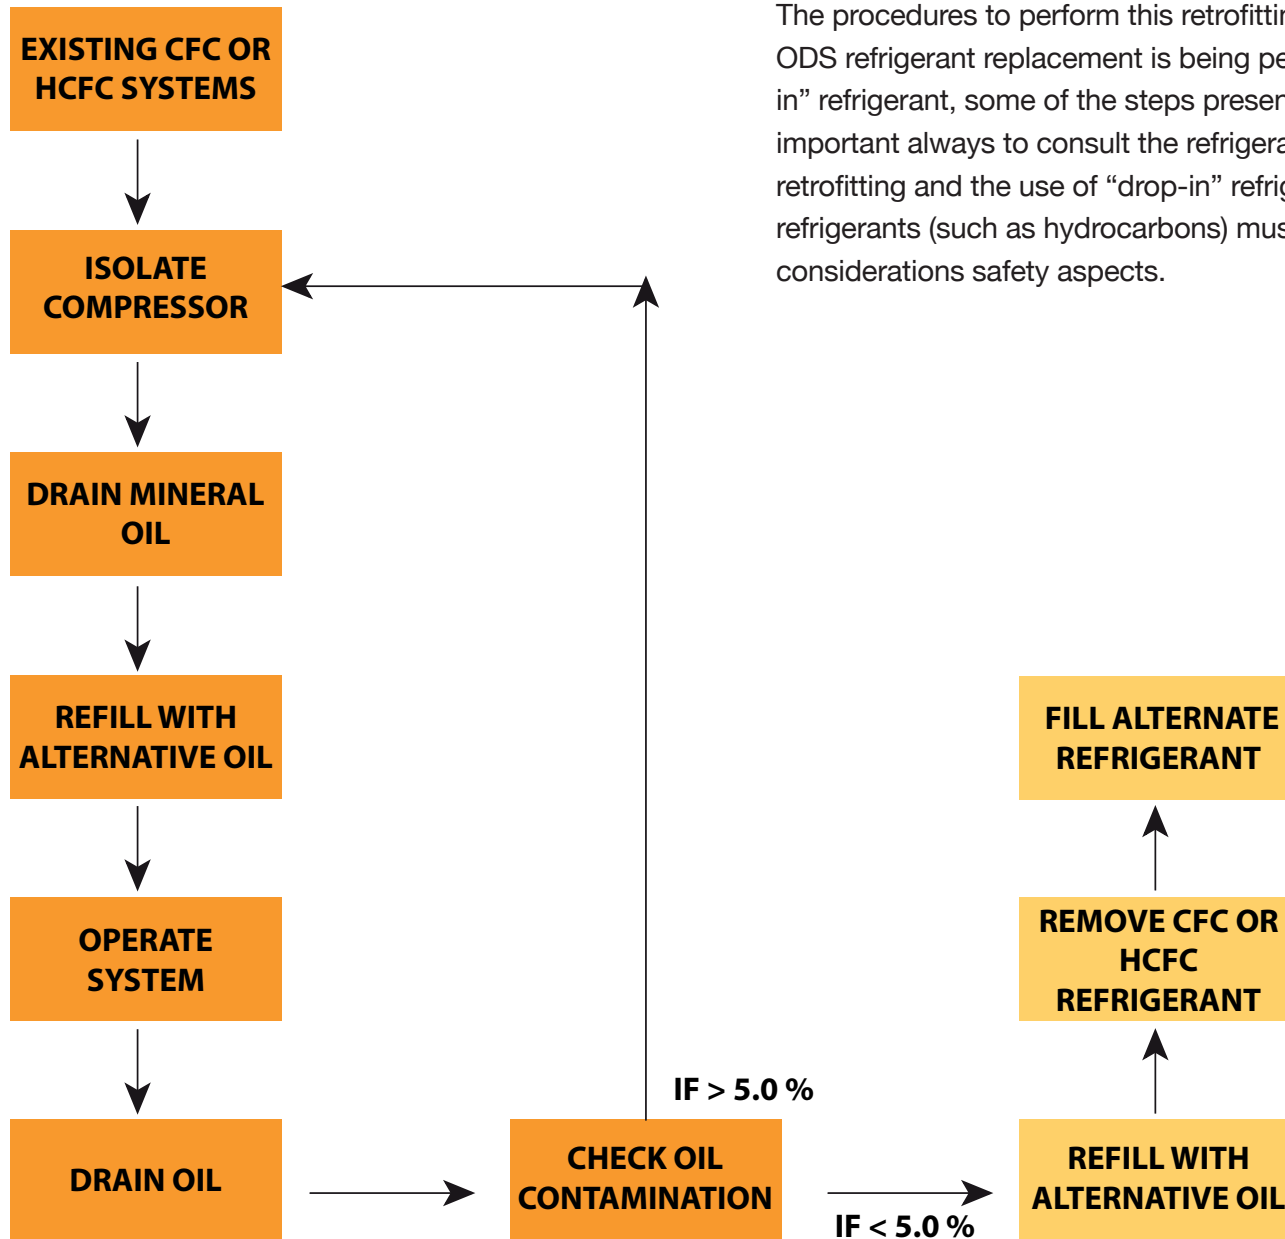 The procedures to perform this retrofittin
ODS refrigerant replacement is being pe
in” refrigerant, some of the steps presen
important always to consult the refrigera
retrofitting and the use of “drop-in” refrig
refrigerants (such as hydrocarbons) mus
considerations safety aspects.
EXISTING CFC OR
HCFC SYSTEMS
ISOLATE
COMPRESSOR
DRAIN MINERAL
OIL
REFILL WITH
ALTERNATIVE OIL
OPERATE
SYSTEM
DRAIN OIL
CHECK OIL
CONTAMINATION
IF > 5.0 %
IF < 5.0 %
REFILL WITH
ALTERNATIVE OIL
REMOVE CFC OR
HCFC
REFRIGERANT
FILL ALTERNATE
REFRIGERANT